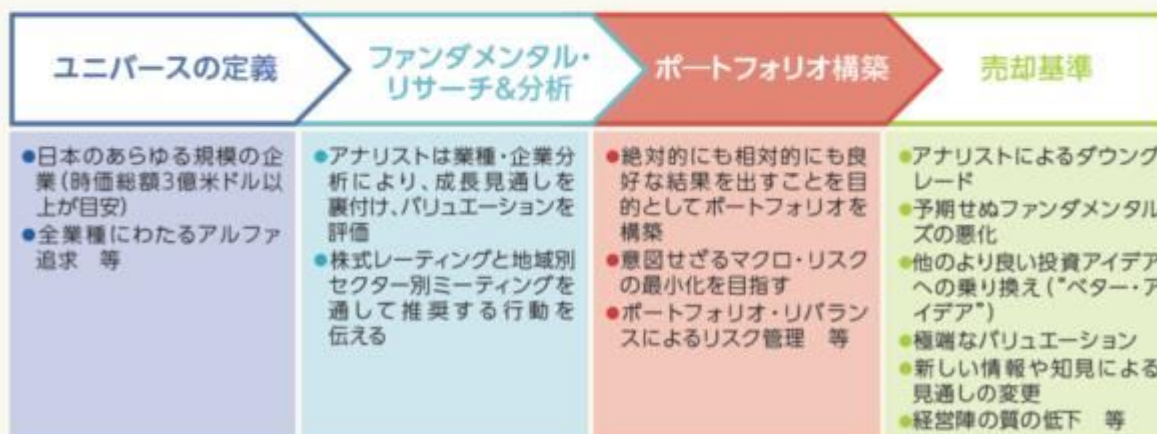 ユニバースの定義
ファンダメンタル・
リサーチ&分析
ポートフォリオ構築
売却基準
●日本のあらゆる規模の企
業(時価総額3億米ドル以
上が目安)
●全業種にわたるアルファ
追求 等
●アナリストは業種・企業分
析により、成長見通しを
裏付け、バリュエーションを
評価
●株式レーティングと地域別
セクター別ミーティングを
通して推奨する行動を
伝える
●絶対的にも相対的にも良
好な結果を出すことを目
的としてポートフォリオを
構築
●意図せざるマクロ・リスク
の最小化を目指す
●ポートフォリオ・リバラン
スによるリスク管理 等
●アナリストによるダウング
レード
●予期せぬファンダメンタル
ズの悪化
●他のより良い投資アイデア
への乗り換え("ベター・ア
イデア")
●極端なバリュエーション
●新しい情報や知見による
見通しの変更
●経営陣の質の低下 等